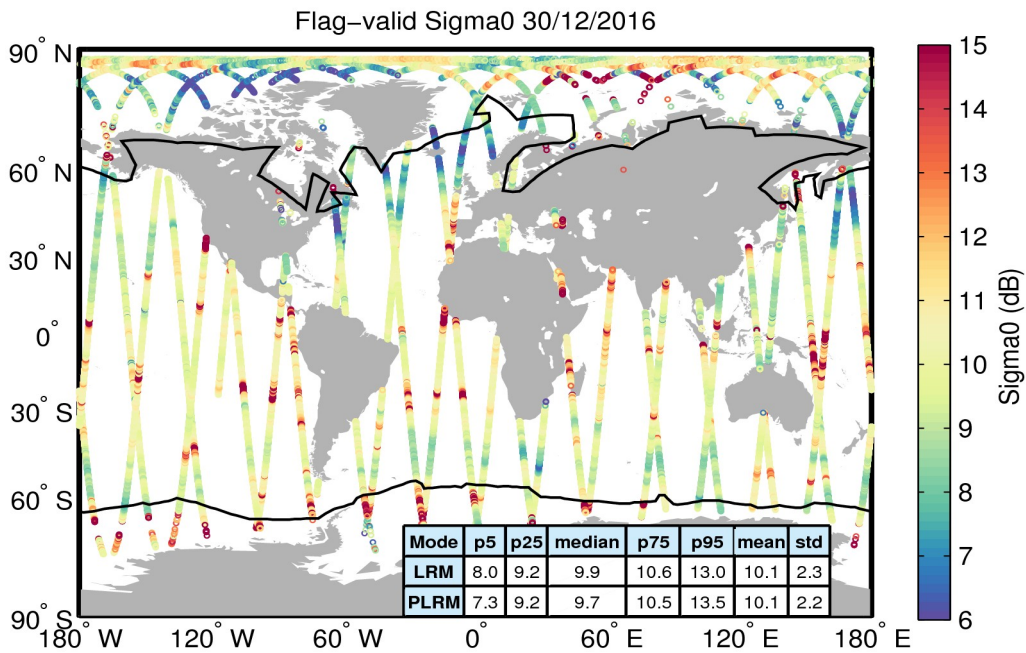 Flag−valid Sigma0 30/12/2016
90° N
60° N
30° N
0°
30° S
60° S
90° S
180° W
120° W
60° W
0°
60° E
120° E
180° E
15
14
13
12
11
10
9
8
7
6
Sigma0 (dB)
Mode p5 p25 median p75 p95 mean std
LRM 8.0 9.2 9.9 10.6 13.0 10.1 2.3
PLRM 7.3 9.2 9.7 10.5 13.5 10.1 2.2